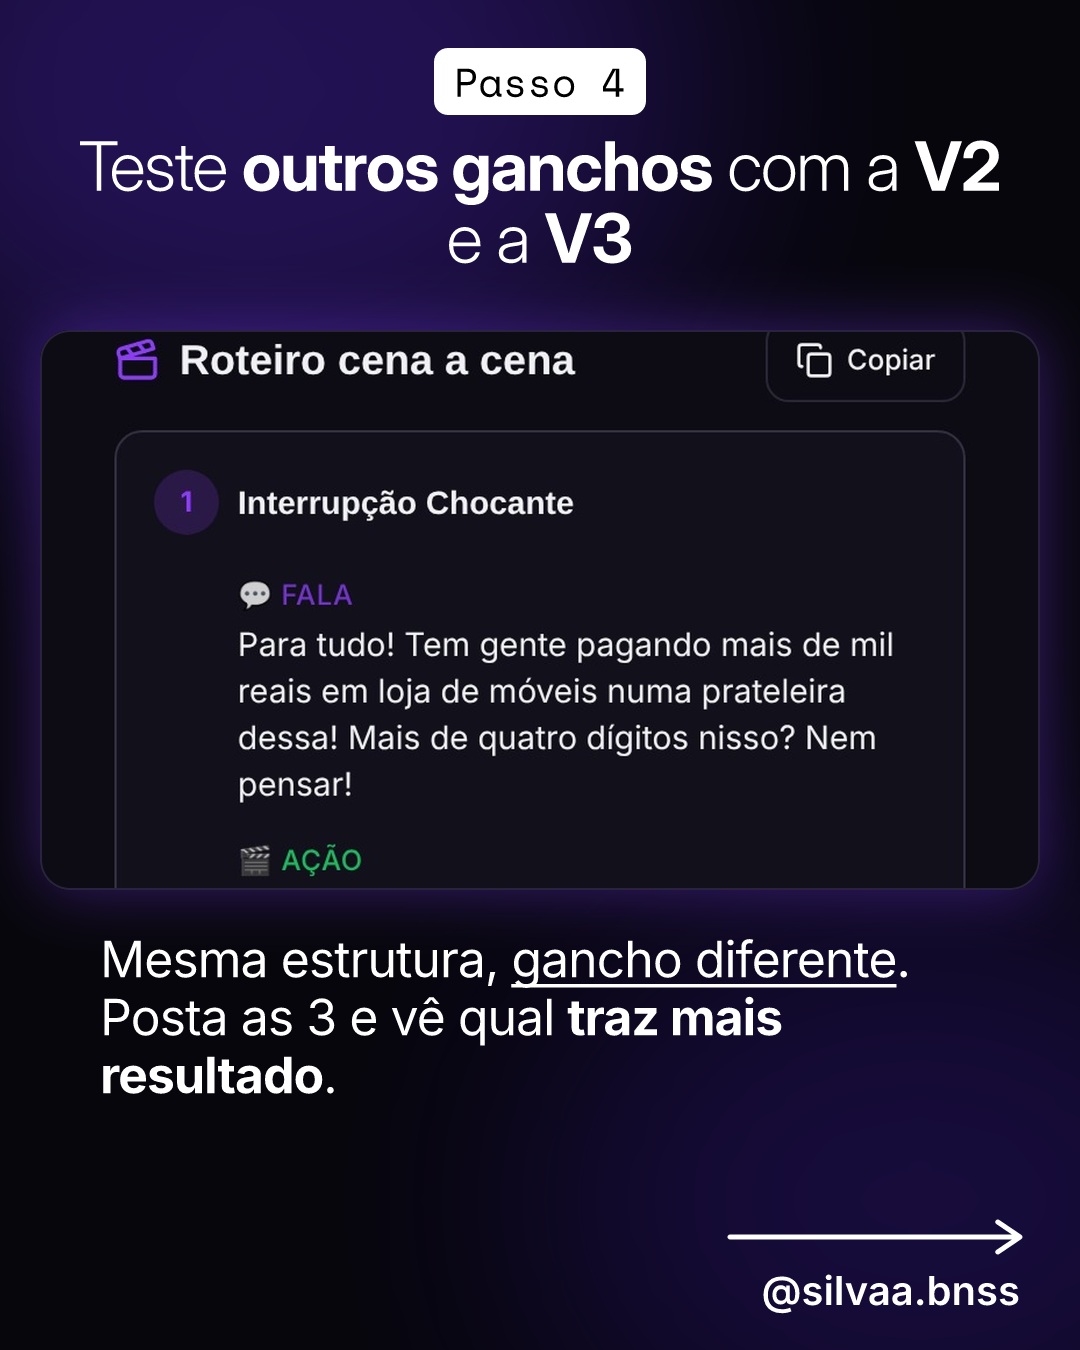 Passo 4
Teste outros ganchos com a V2
e a V3
Roteiro cena a cena
Copiar
1
Interrupção Chocante
💬 FALA
Para tudo! Tem gente pagando mais de mil
reais em loja de móveis numa prateleira
dessa! Mais de quatro dígitos nisso? Nem
pensar!
🎬 AÇÃO
Mesma estrutura, gancho diferente.
Posta as 3 e vê qual traz mais
resultado.
@silvaa.bnss